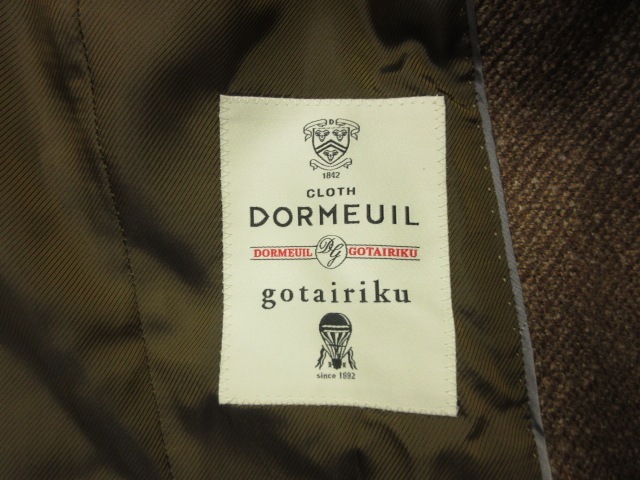 D
1842
CLOTH
DORMEUIL
DORMEUIL DG GOTAIRIKU
gotairiku
since 1992